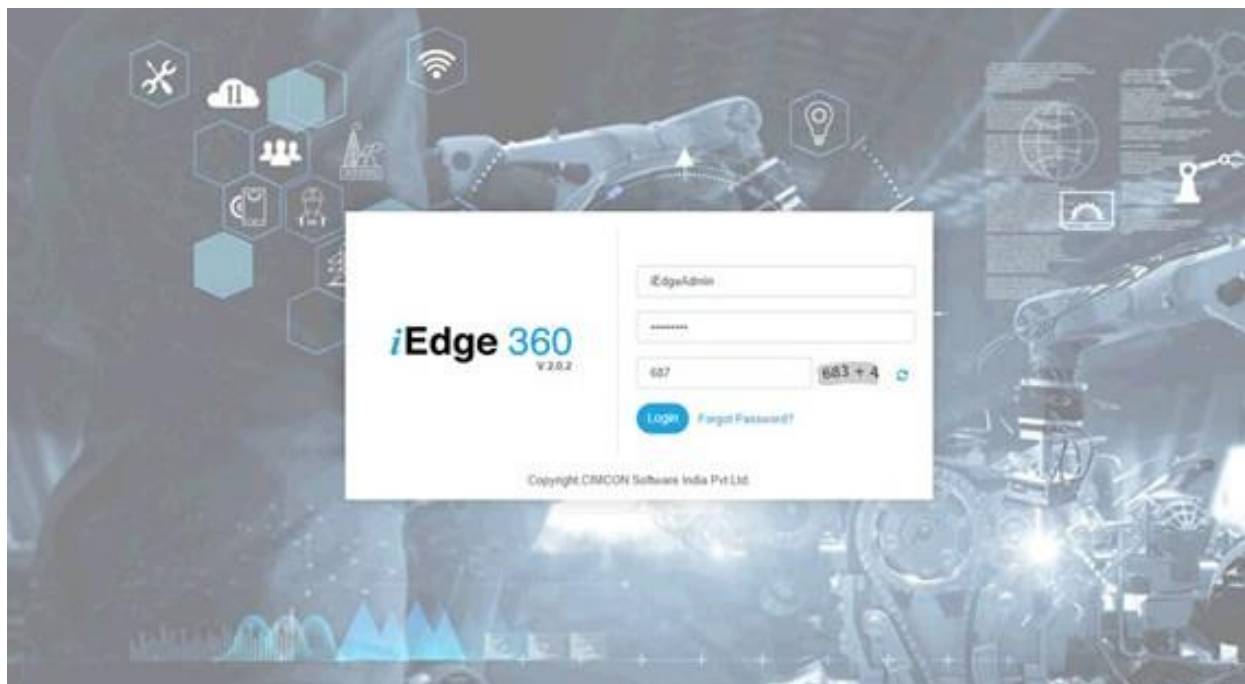 iEdge 360
V 2.0.2
iEdgeAdmin
687
683 + 4
Login
Forgot Password?
Copyright CIMCON Software India Pvt Ltd.